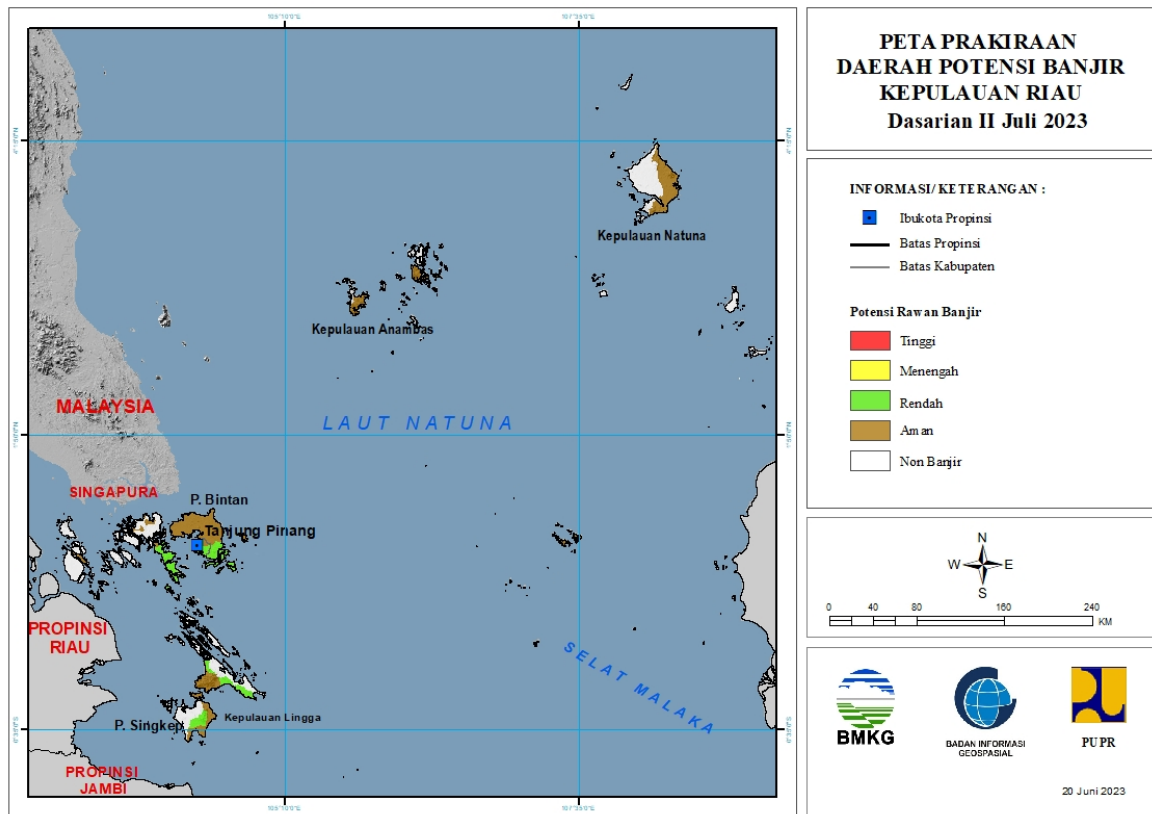 PETA PRAKIRAAN
DAERAH POTENSI BANJIR
KEPULAUAN RIAU
Dasarian II Juli 2023
INFORMASI/ KETERANGAN :
Ibukota Propinsi
Batas Propinsi
Batas Kabupaten
Potensi Rawan Banjir
Tinggi
Menengah
Rendah
Aman
Non Banjir
N
W E
S
0 40 80 160 240
KM
BMKG
BADAN INFORMASI
GEOSPASIAL
PUPR
20 Juni 2023
Kepulauan Natuna
Kepulauan Anambas
MALAYSIA
LAUT NATUNA
SINGAPURA
P. Bintan
Tanjung Pinang
PROPINSI
RIAU
SELAT MALAKA
P. Singkep
Kepulauan Lingga
PROPINSI
JAMBI